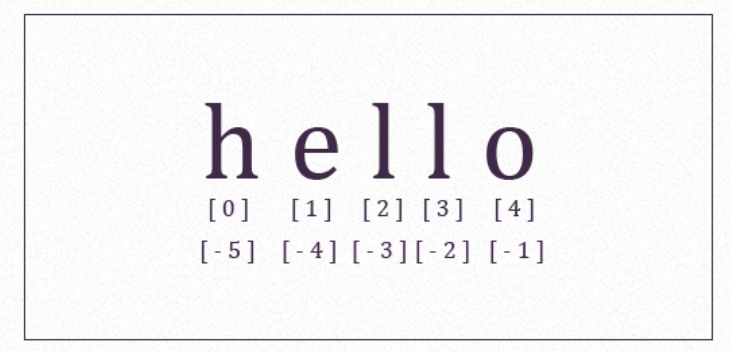 h e l l o
[0] [1] [2] [3] [4]
[-5] [-4] [-3] [-2] [-1]